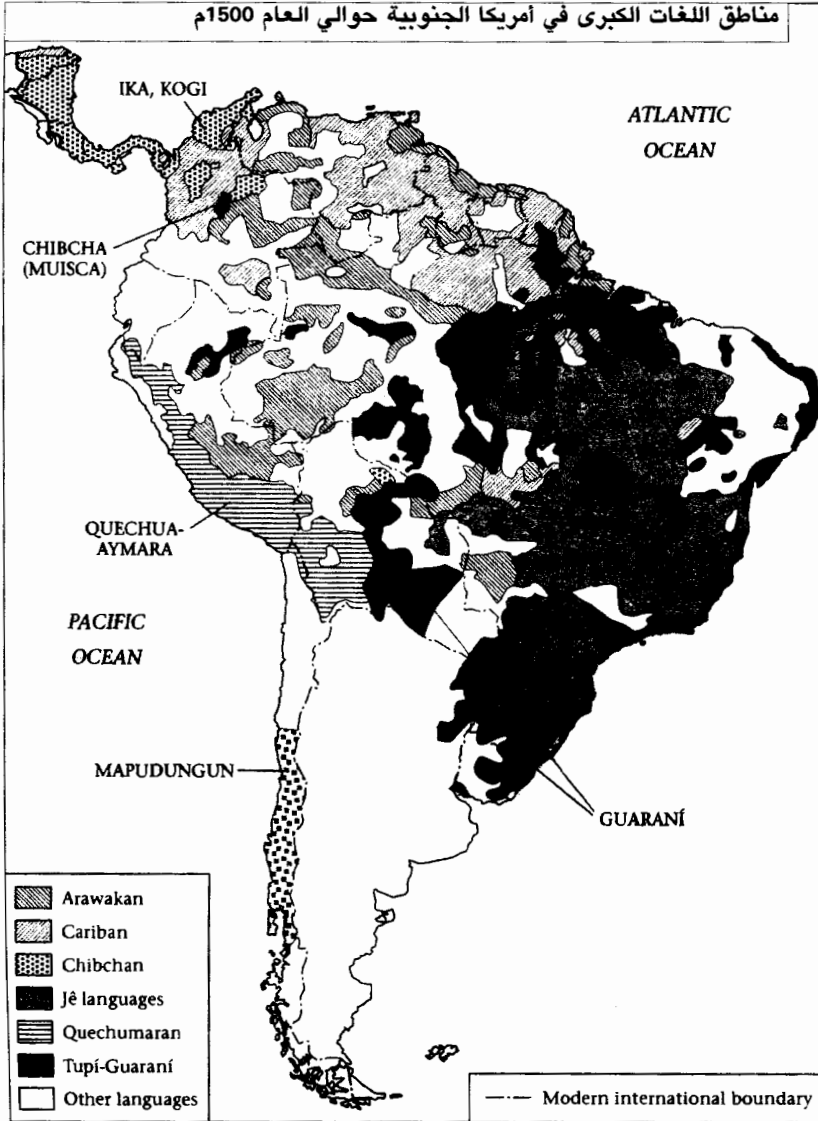 مناطق اللغات الكبرى في أمريكا الجنوبية حوالي العام 1500م
IKA, KOGI
ATLANTIC
OCEAN
CHIBCHA
(MUISCA)
QUECHUA-
AYMARA
PACIFIC
OCEAN
MAPUDUNGUN
GUARANÍ
Arawakan
Cariban
Chibchan
Jê languages
Quechumaran
Tupí-Guaraní
Other languages
Modern international boundary